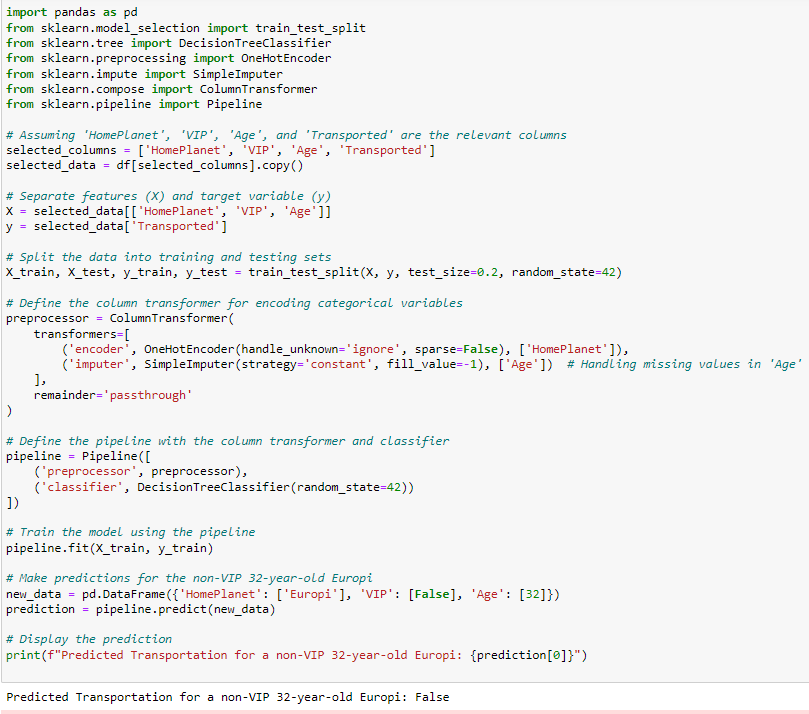 import pandas as pd
from sklearn.model_selection import train_test_split
from sklearn.tree import DecisionTreeClassifier
from sklearn.preprocessing import OneHotEncoder
from sklearn.impute import SimpleImputer
from sklearn.compose import ColumnTransformer
from sklearn.pipeline import Pipeline

# Assuming 'HomePlanet', 'VIP', 'Age', and 'Transported' are the relevant columns
selected_columns = ['HomePlanet', 'VIP', 'Age', 'Transported']
selected_data = df[selected_columns].copy()

# Separate features (X) and target variable (y)
X = selected_data[['HomePlanet', 'VIP', 'Age']]
y = selected_data['Transported']

# Split the data into training and testing sets
X_train, X_test, y_train, y_test = train_test_split(X, y, test_size=0.2, random_state=42)

# Define the column transformer for encoding categorical variables
preprocessor = ColumnTransformer(
    transformers=[
        ('encoder', OneHotEncoder(handle_unknown='ignore', sparse=False), ['HomePlanet']),
        ('imputer', SimpleImputer(strategy='constant', fill_value=-1), ['Age'])  # Handling missing values in 'Age'
    ],
    remainder='passthrough'
)

# Define the pipeline with the column transformer and classifier
pipeline = Pipeline([
    ('preprocessor', preprocessor),
    ('classifier', DecisionTreeClassifier(random_state=42))
])

# Train the model using the pipeline
pipeline.fit(X_train, y_train)

# Make predictions for the non-VIP 32-year-old Europi
new_data = pd.DataFrame({'HomePlanet': ['Europi'], 'VIP': [False], 'Age': [32]})
prediction = pipeline.predict(new_data)

# Display the prediction
print(f"Predicted Transportation for a non-VIP 32-year-old Europi: {prediction[0]}")

Predicted Transportation for a non-VIP 32-year-old Europi: False